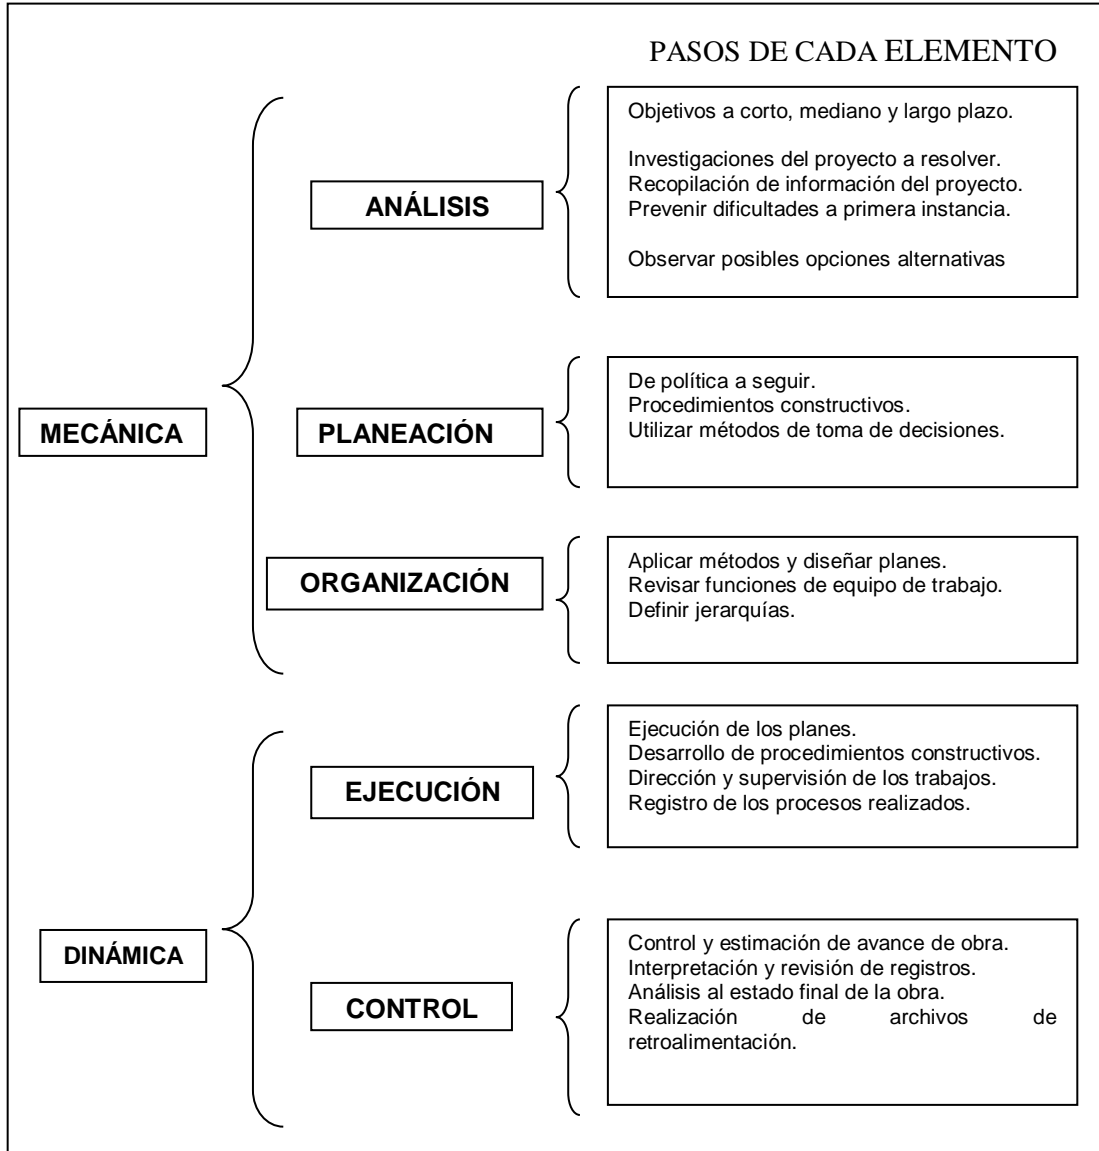 PASOS DE CADA ELEMENTO
MECÁNICA
ANÁLISIS
Objetivos a corto, mediano y largo plazo.
Investigaciones del proyecto a resolver.
Recopilación de información del proyecto.
Prevenir dificultades a primera instancia.
Observar posibles opciones alternativas
PLANEACIÓN
De política a seguir.
Procedimientos constructivos.
Utilizar métodos de toma de decisiones.
ORGANIZACIÓN
Aplicar métodos y diseñar planes.
Revisar funciones de equipo de trabajo.
Definir jerarquías.
DINÁMICA
EJECUCIÓN
Ejecución de los planes.
Desarrollo de procedimientos constructivos.
Dirección y supervisión de los trabajos.
Registro de los procesos realizados.
CONTROL
Control y estimación de avance de obra.
Interpretación y revisión de registros.
Análisis al estado final de la obra.
Realización de archivos de
retroalimentación.